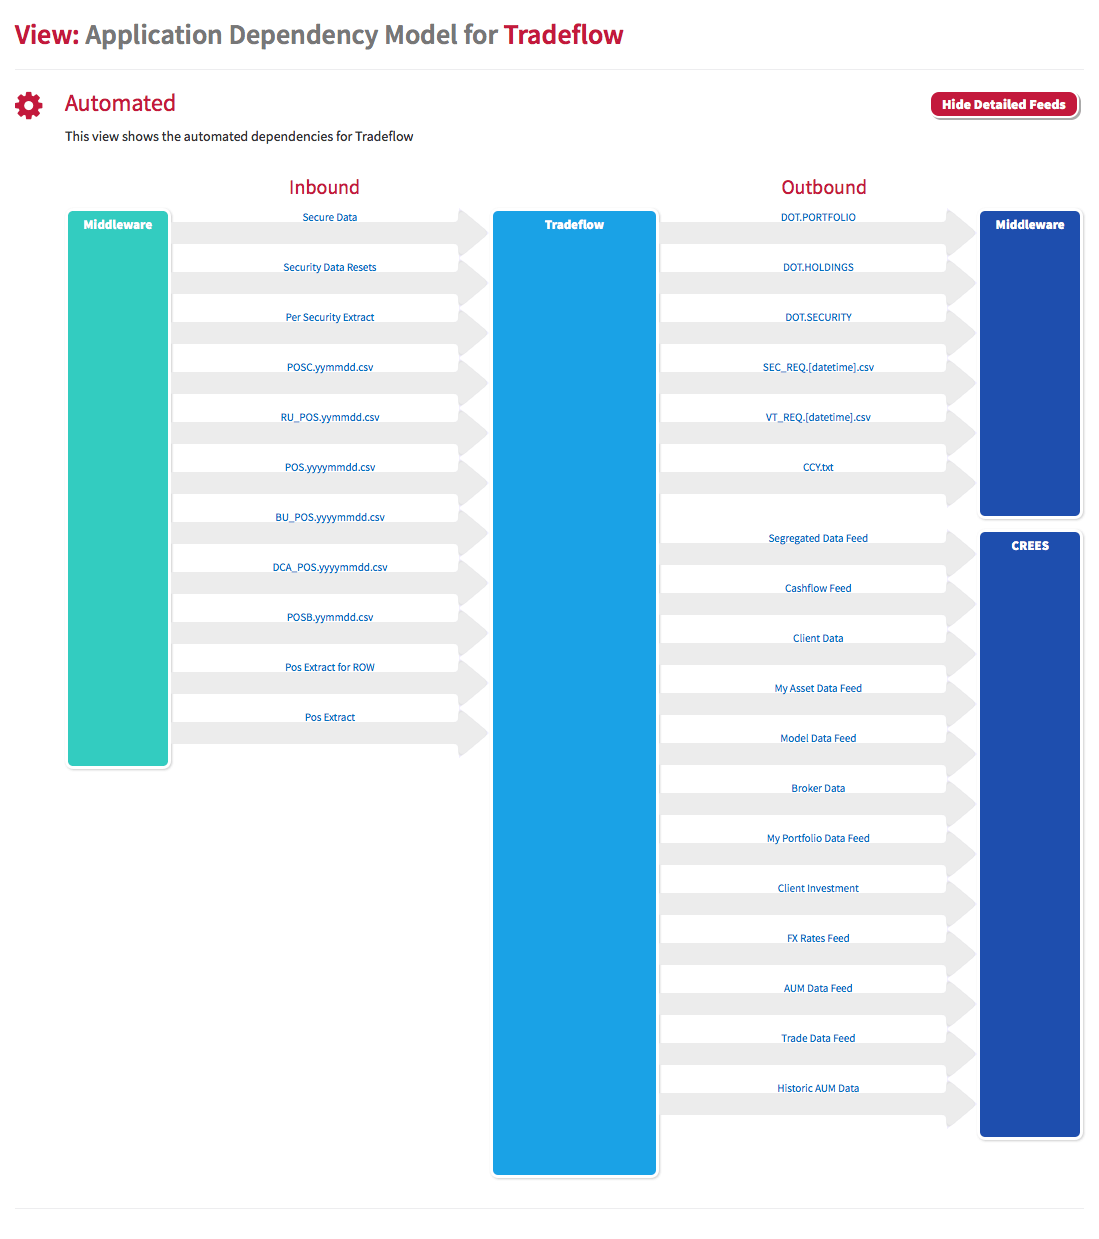 View: Application Dependency Model for Tradeflow
Automated
Hide Detailed Feeds
This view shows the automated dependencies for Tradeflow
Inbound
Outbound
Middleware
Secure Data
Security Data Resets
Per Security Extract
POSC.yymmdd.csv
RU_POS.yymmdd.csv
POS.yyyymmdd.csv
BU_POS.yyyymmdd.csv
DCA_POS.yyyymmdd.csv
POSB.yymmdd.csv
Pos Extract for ROW
Pos Extract
Tradeflow
DOT.PORTFOLIO
DOT.HOLDINGS
DOT.SECURITY
SEC_REQ.[datetime].csv
VT_REQ.[datetime].csv
CCY.txt
Middleware
Segregated Data Feed
Cashflow Feed
Client Data
My Asset Data Feed
Model Data Feed
Broker Data
My Portfolio Data Feed
Client Investment
FX Rates Feed
AUM Data Feed
Trade Data Feed
Historic AUM Data
CREES